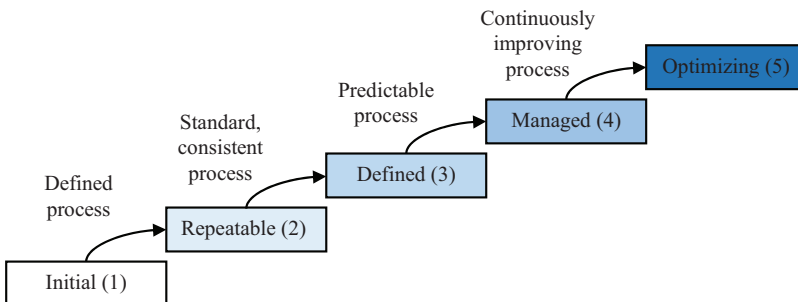 Continuously
improving
process
Optimizing (5)
Predictable
process
Managed (4)
Standard,
consistent
process
Defined (3)
Defined
process
Repeatable (2)
Initial (1)